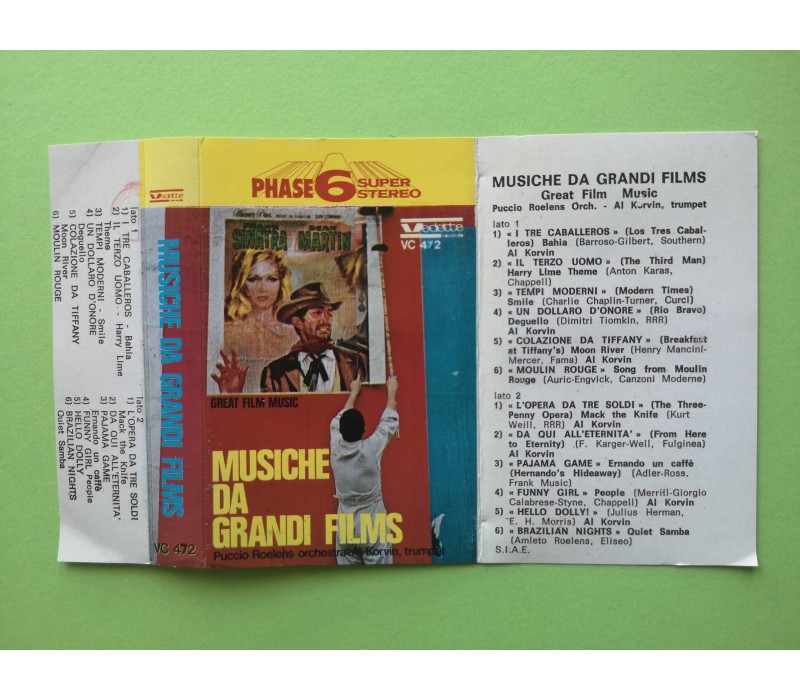 lato 1
1) I TRE CABALLEROS - Bahia
2) IL TERZO UOMO - Harry Lime
Theme
3) TEMPI MODERNI - Smile
4) UN DOLLARO D'ONORE -
Deguello
5) COLAZIONE DA TIFFANY
Moon River
6) MOULIN ROUGE
lato 2
1) L'OPERA DA TRE SOLDI
Mack the Knife
2) DA QUI ALL'ETERNITA'
3) PAJAMA GAME
Ernando un caffè
4) FUNNY GIRL People
5) HELLO DOLLY
6) BRAZILIAN NIGHTS
Quiet Samba
Vedette
MUSICHE DA GRANDI FILMS
VC 472
PHASE 6 SUPER
STEREO
Vedette
VC 472
FRANK DEAN
SINATRA MARTIN
GREAT FILM MUSIC
MUSICHE
DA
GRANDI FILMS
Puccio Roelens orchestra-Al Korvin, trumpet
MUSICHE DA GRANDI FILMS
Great Film Music
Puccio Roelens Orch. - Al Korvin, trumpet
lato 1
1) « I TRE CABALLEROS » (Los Tres Cabal-
leros) Bahia (Barroso-Gilbert, Southern)
Al Korvin
2) « IL TERZO UOMO » (The Third Man)
Harry Lime Theme (Anton Karas,
Chappell)
3) « TEMPI MODERNI » (Modern Times)
Smile (Charlie Chaplin-Turner, Curci)
4) « UN DOLLARO D'ONORE » (Rio Bravo)
Deguello (Dimitri Tiomkin, RRR)
Al Korvin
5) « COLAZIONE DA TIFFANY » (Breakfast
at Tiffany's) Moon River (Henry Mancini-
Mercer, Fama) Al Korvin
6) « MOULIN ROUGE » Song from Moulin
Rouge (Auric-Engvick, Canzoni Moderne)
lato 2
1) « L'OPERA DA TRE SOLDI » (The Three-
Penny Opera) Mack the Knife (Kurt
Weill, RRR) Al Korvin
2) « DA QUI ALL'ETERNITA' » (From Here
to Eternity) (F. Karger-Well, Fulginea)
Al Korvin
3) « PAJAMA GAME » Ernando un caffè
(Hernando's Hideaway) (Adler-Ross,
Frank Music)
4) « FUNNY GIRL » People (Merrill-Giorgio
Calabrese-Styne, Chappell) Al Korvin
5) « HELLO DOLLY! » (Julius Herman,
E. H. Morris) Al Korvin
6) « BRAZILIAN NIGHTS » Quiet Samba
(Amleto Roelens, Eliseo)
S.I.A.E.